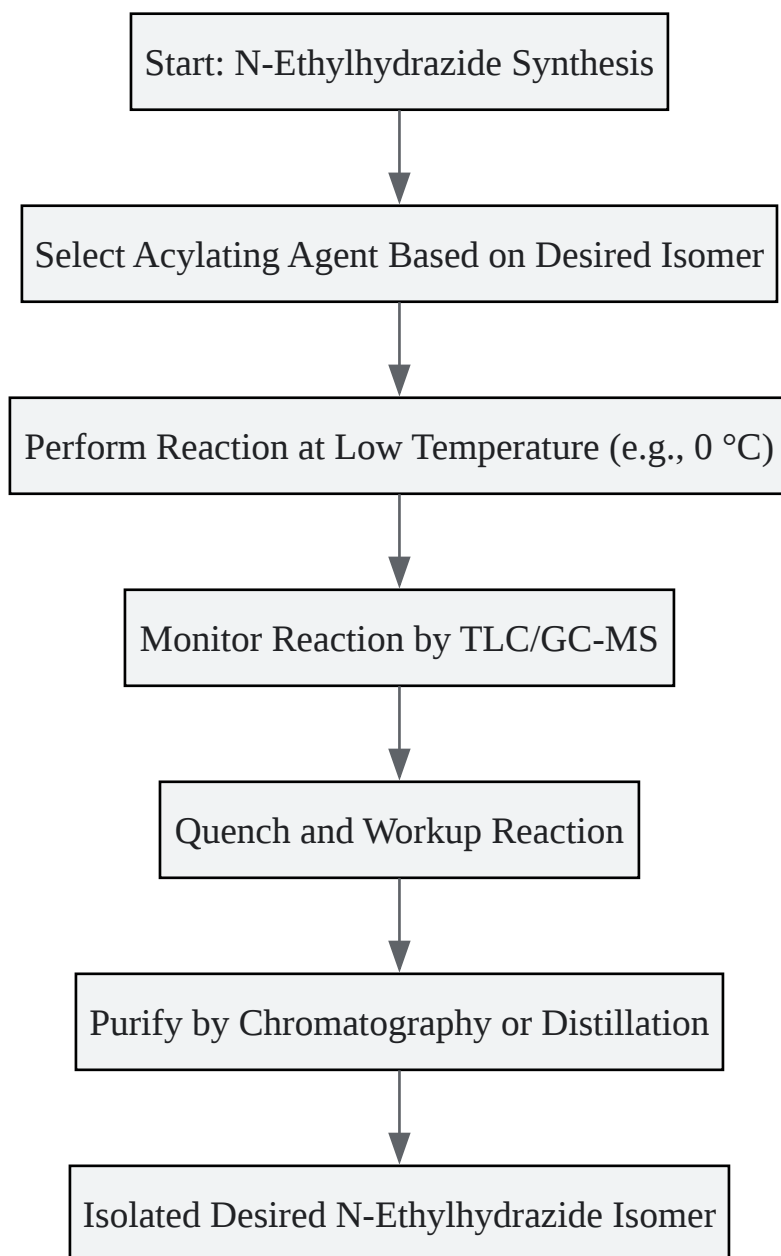 Start: N-Ethylhydrazide Synthesis
Select Acylating Agent Based on Desired Isomer
Perform Reaction at Low Temperature (e.g., 0 °C)
Monitor Reaction by TLC/GC-MS
Quench and Workup Reaction
Purify by Chromatography or Distillation
Isolated Desired N-Ethylhydrazide Isomer